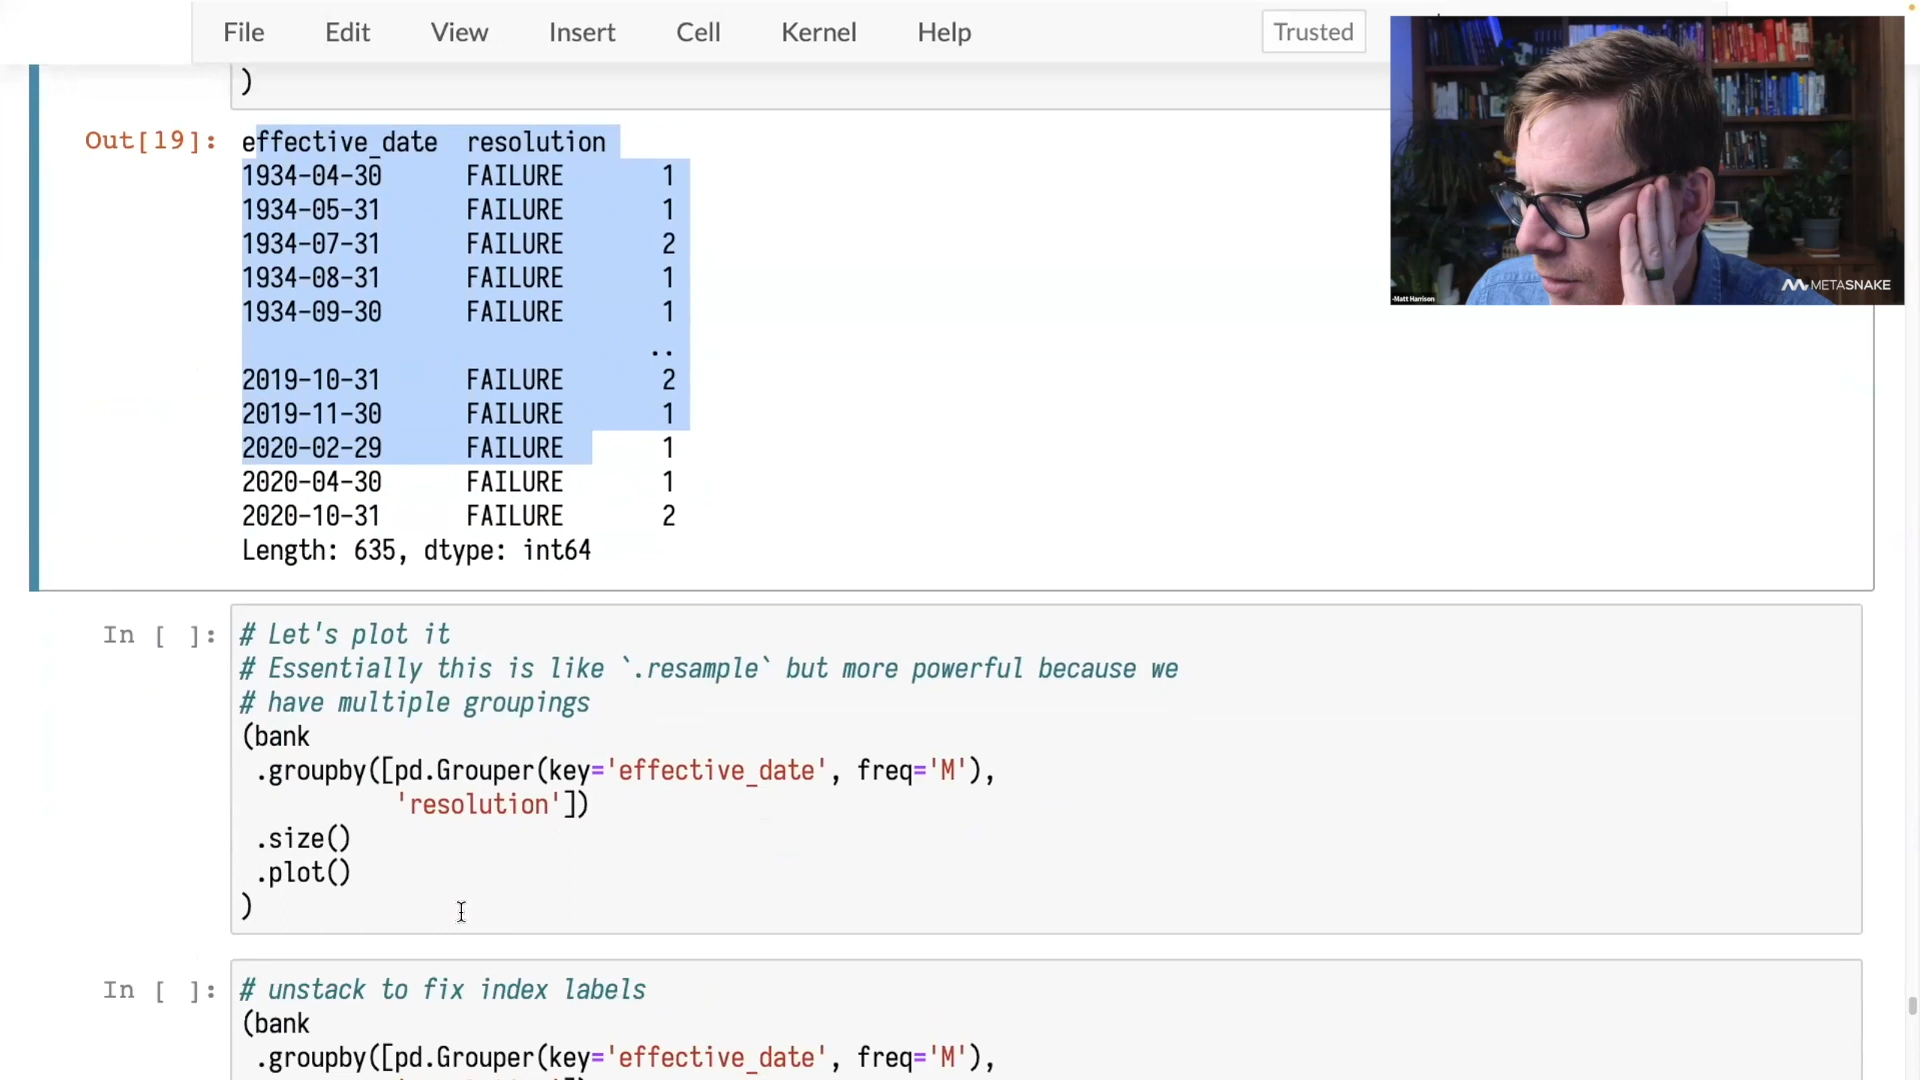 File Edit View Insert Cell Kernel Help Trusted
)
Out[19]: effective_date resolution
1934-04-30 FAILURE 1
1934-05-31 FAILURE 1
1934-07-31 FAILURE 2
1934-08-31 FAILURE 1
1934-09-30 FAILURE 1
..
2019-10-31 FAILURE 2
2019-11-30 FAILURE 1
2020-02-29 FAILURE 1
2020-04-30 FAILURE 1
2020-10-31 FAILURE 2
Length: 635, dtype: int64
-Matt Harrison
METASNAKE
In [ ]: # Let's plot it
# Essentially this is like `.resample` but more powerful because we
# have multiple groupings
(bank
.groupby([pd.Grouper(key='effective_date', freq='M'),
'resolution'])
.size()
.plot()
)
In [ ]: # unstack to fix index labels
(bank
.groupby([pd.Grouper(key='effective_date', freq='M'),